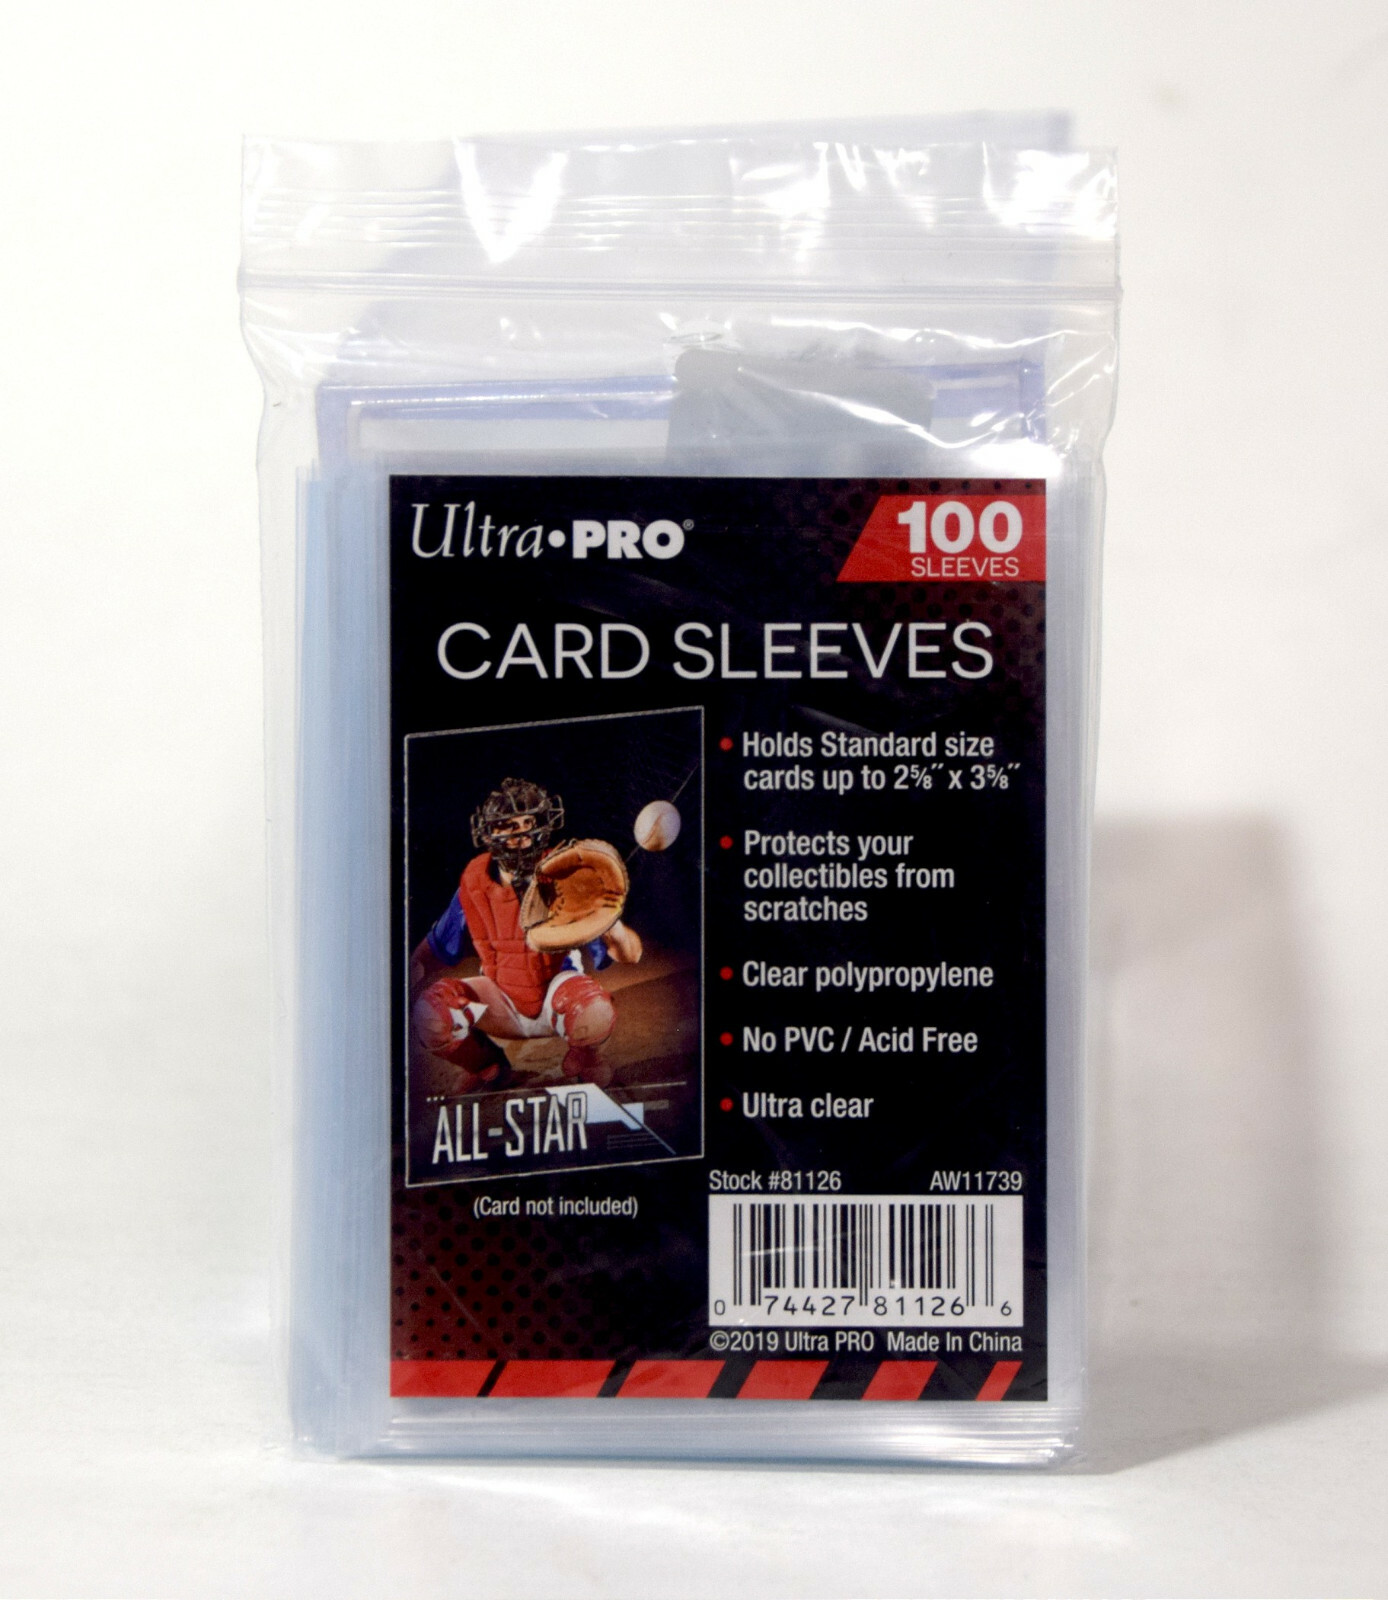 Ultra•PRO®
100
SLEEVES
CARD SLEEVES
• Holds Standard size
cards up to 2⅝″ x 3⅝″
• Protects your
collectibles from
scratches
• Clear polypropylene
• No PVC / Acid Free
• Ultra clear
ALL-STAR
(Card not included)
Stock #81126 AW11739
0 74427 81126 6
©2019 Ultra PRO Made In China